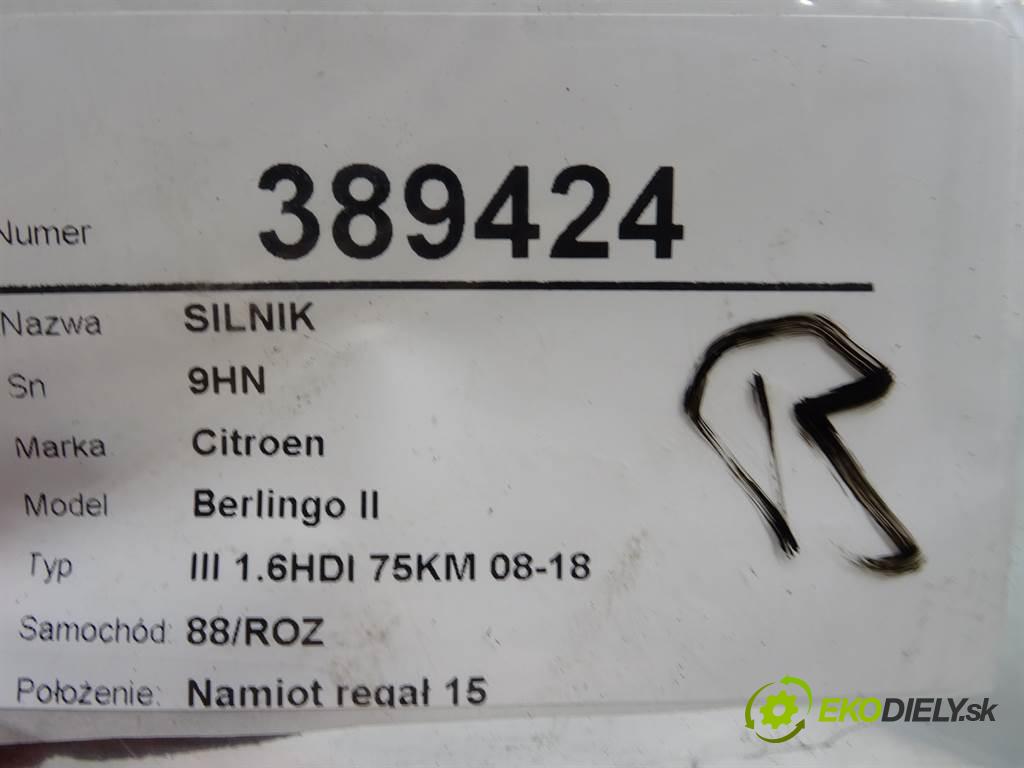 Numer 389424
Nazwa SILNIK
Sn 9HN
Marka Citroen
Model Berlingo II
Typ III 1.6HDI 75KM 08-18
Samochód: 88/ROZ
Położenie: Namiot regał 15
R
EKODIELY.sk